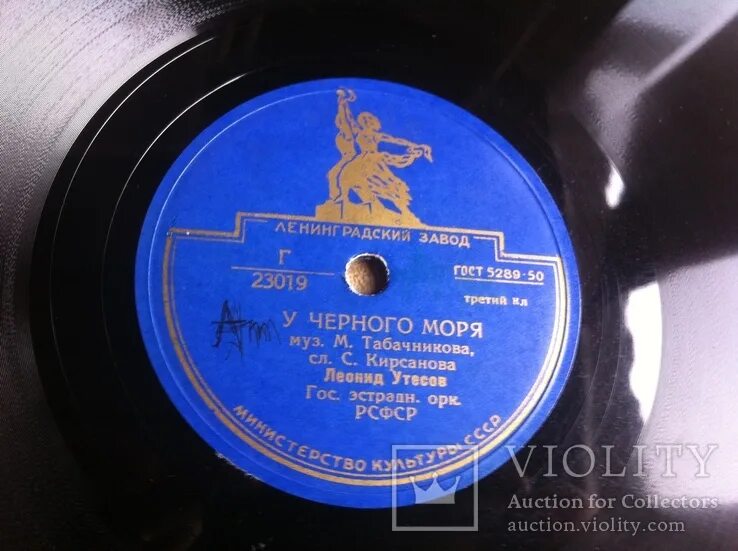 ЛЕНИНГРАДСКИЙ ЗАВОД
Г
23019
ГОСТ 5289-50
третий кл
У ЧЕРНОГО МОРЯ
муз. М. Табачникова,
сл. С. Кирсанова
Леонид Утесов
Гос. эстрадн. орк.
РСФСР
МИНИСТЕРСТВО КУЛЬТУРЫ СССР
VIOLITY
Auction for Collectors
auction.violity.com